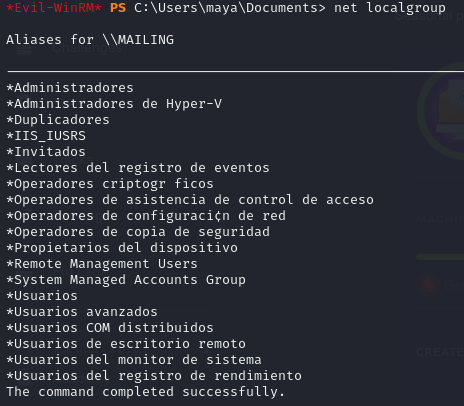 *Evil-WinRM* PS C:\Users\maya\Documents> net localgroup
Aliases for \\MAILING
-------------------------------------------------------------------------------
*Administradores
*Administradores de Hyper-V
*Duplicadores
*IIS_IUSRS
*Invitados
*Lectores del registro de eventos
*Operadores criptogr ficos
*Operadores de asistencia de control de acceso
*Operadores de configuraci¢n de red
*Operadores de copia de seguridad
*Propietarios del dispositivo
*Remote Management Users
*System Managed Accounts Group
*Usuarios
*Usuarios avanzados
*Usuarios COM distribuidos
*Usuarios de escritorio remoto
*Usuarios del monitor de sistema
*Usuarios del registro de rendimiento
The command completed successfully.